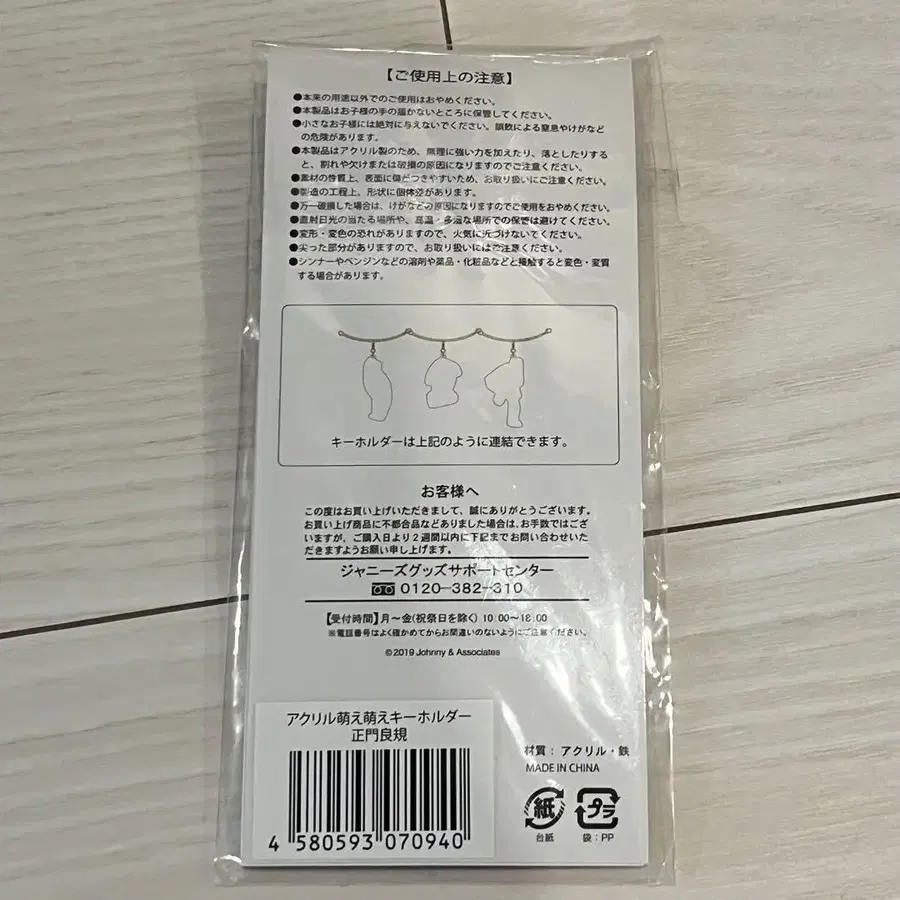 【ご使用上の注意】
●本来の用途以外でのご使用はおやめください。
●本製品はお子様の手の届かないところに保管してください。
●小さなお子様には絶対に与えないでください。誤飲による窒息やけがなど
の危険があります。
●本製品はアクリル製のため、無理に強い力を加えたり、落としたりする
と、割れや欠けまたは破損の原因になりますのでご注意ください。
●素材の性質上、表面に傷がつきやすいため、お取り扱いにご注意ください。
●製造の工程上、形状に個体差があります。
●万一破損した場合は、けがなどの原因になりますのでご使用をおやめください。
●直射日光の当たる場所や、高温・多湿な場所での保管は避けてください。
●変形・変色の恐れがありますので、火気に近づけないでください。
●尖った部分がありますので、お取り扱いにはご注意ください。
●シンナーやベンジンなどの溶剤や薬品・化粧品などと接触すると変色・変質
する場合があります。
キーホルダーは上記のように連結できます。
お客様へ
この度はお買い上げいただきまして、誠にありがとうございます。
お買い上げ商品に不都合品などありました場合は、お手数ではござ
いますが、ご購入日より2週間以内に下記までお問い合わせいた
だきますようお願い申し上げます。
ジャニーズグッズサポートセンター
0120-382-310
【受付時間】月〜金(祝祭日を除く) 10:00〜18:00
※電話番号はよく確かめてからお間違いのないようにご注意ください。
©2019 Johnny & Associates
アクリル萌え萌えキーホルダー
正門良規
4 580593 070940
材質：アクリル・鉄
MADE IN CHINA
紙
台紙
プラ
袋：PP